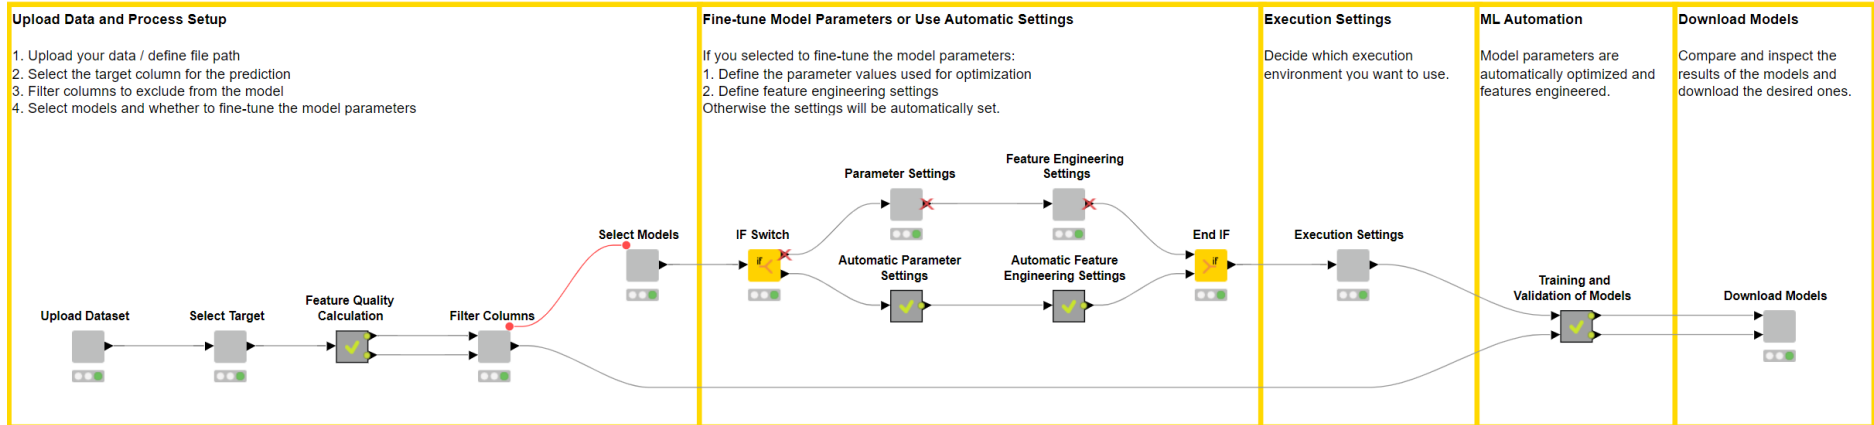 Upload Data and Process Setup
1. Upload your data / define file path
2. Select the target column for the prediction
3. Filter columns to exclude from the model
4. Select models and whether to fine-tune the model parameters
Fine-tune Model Parameters or Use Automatic Settings
If you selected to fine-tune the model parameters:
1. Define the parameter values used for optimization
2. Define feature engineering settings
Otherwise the settings will be automatically set.
Execution Settings
Decide which execution
environment you want to use.
ML Automation
Model parameters are
automatically optimized and
features engineered.
Download Models
Compare and inspect the
results of the models and
download the desired ones.
Upload Dataset
Select Target
Feature Quality
Calculation
Filter Columns
Select Models
IF Switch
if
Parameter Settings
Feature Engineering
Settings
Automatic Parameter
Settings
Automatic Feature
Engineering Settings
End IF
if
Execution Settings
Training and
Validation of Models
Download Models